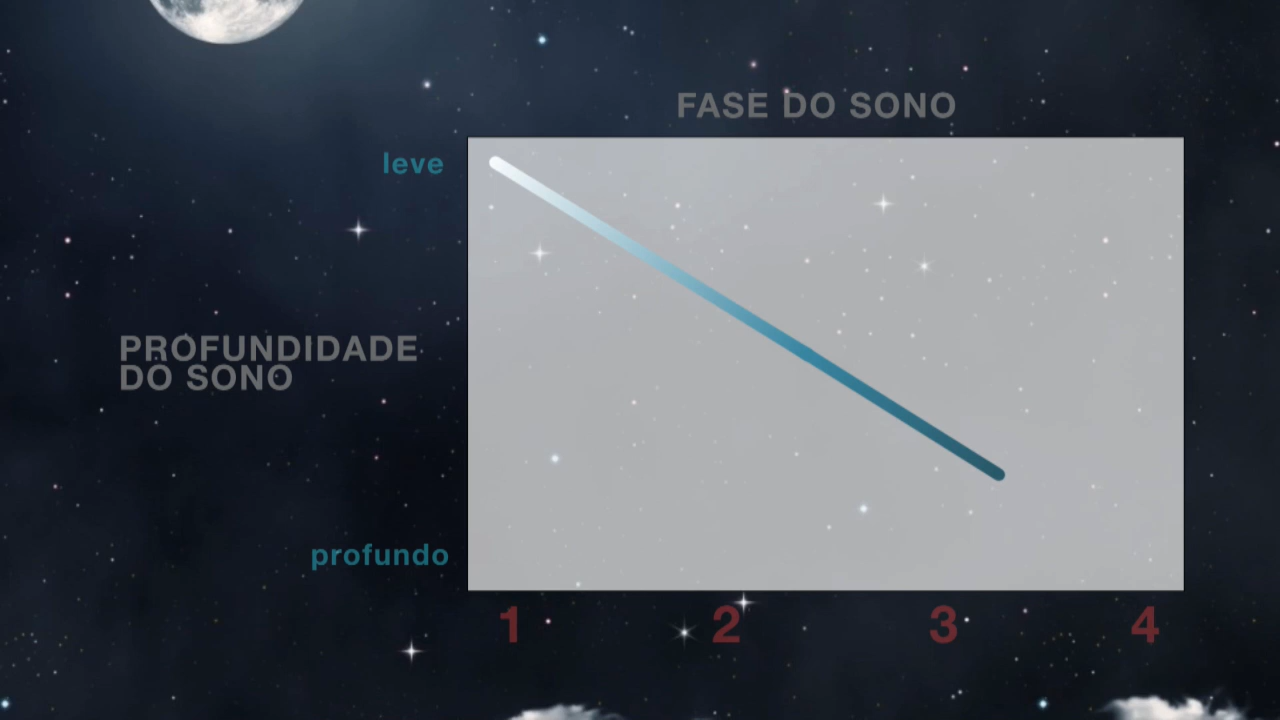 FASE DO SONO
leve
PROFUNDIDADE
DO SONO
profundo
1 2 3 4